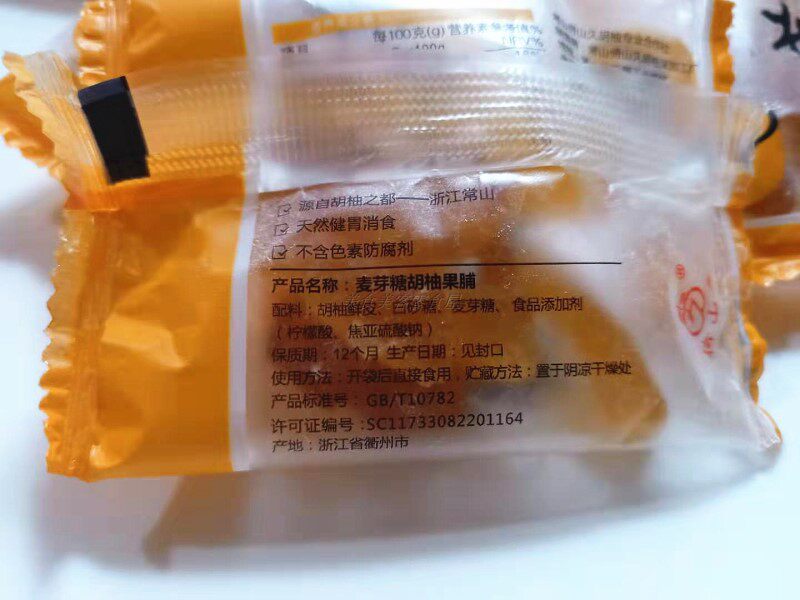 每100克(g) 营养素参考值%
NRV%
源自胡柚之都——浙江常山
天然健胃消食
不含色素防腐剂
产品名称：麦芽糖胡柚果脯
配料：胡柚鲜皮、白砂糖、麦芽糖、食品添加剂
（柠檬酸、焦亚硫酸钠）
保质期：12个月 生产日期：见封口
使用方法：开袋后直接食用，贮藏方法：置于阴凉干燥处
产品标准号：GB/T10782
许可证编号：SC11733082201164
产地：浙江省衢州市